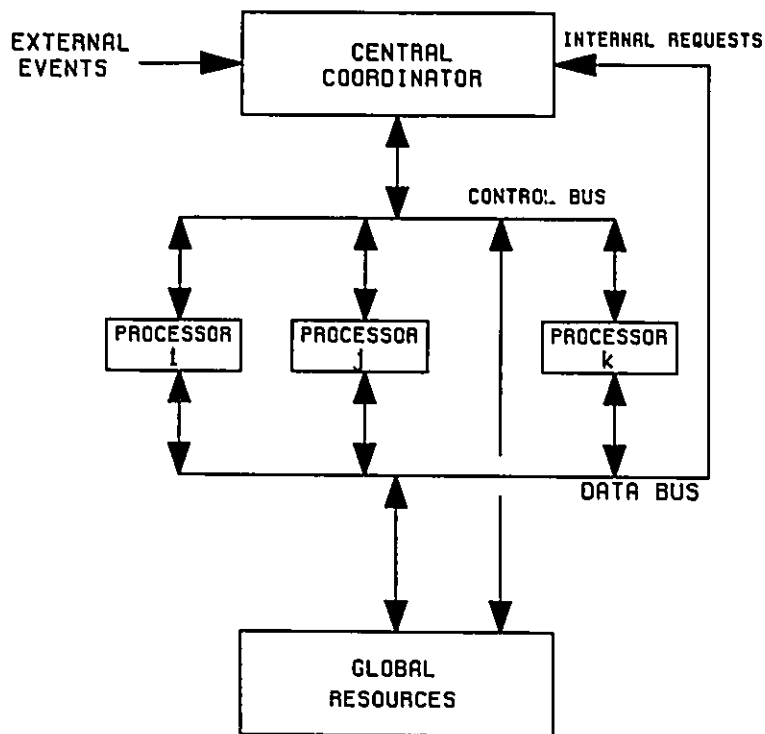 EXTERNAL
EVENTS
CENTRAL
COORDINATOR
INTERNAL REQUESTS
CONTROL BUS
PROCESSOR
i
PROCESSOR
j
PROCESSOR
k
DATA BUS
GLOBAL
RESOURCES